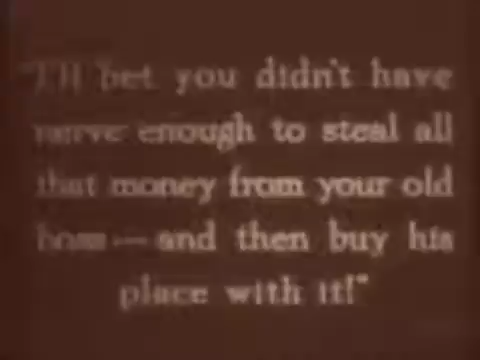 "I'll bet you didn't have
nerve enough to steal all
that money from your old
boss — and then buy his
place with it!"